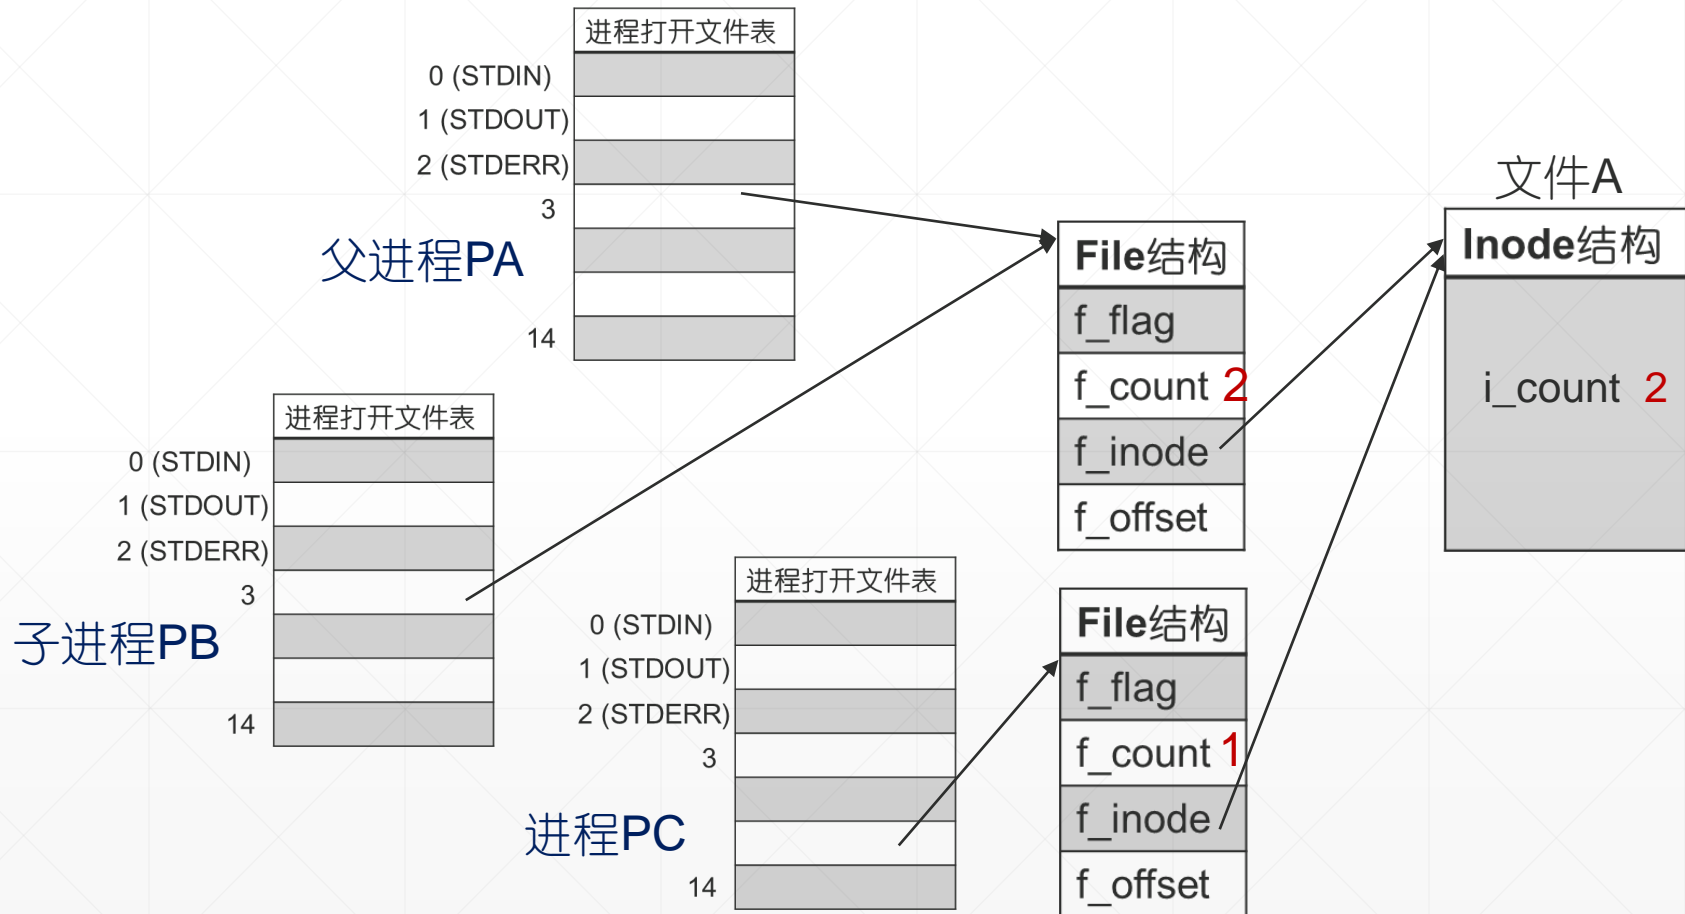 进程打开文件表
0 (STDIN)
1 (STDOUT)
2 (STDERR)
3
14
父进程PA
进程打开文件表
0 (STDIN)
1 (STDOUT)
2 (STDERR)
3
14
子进程PB
进程打开文件表
0 (STDIN)
1 (STDOUT)
2 (STDERR)
3
14
进程PC
File结构
f_flag
f_count 2
f_inode
f_offset
File结构
f_flag
f_count 1
f_inode
f_offset
文件A
Inode结构
i_count 2